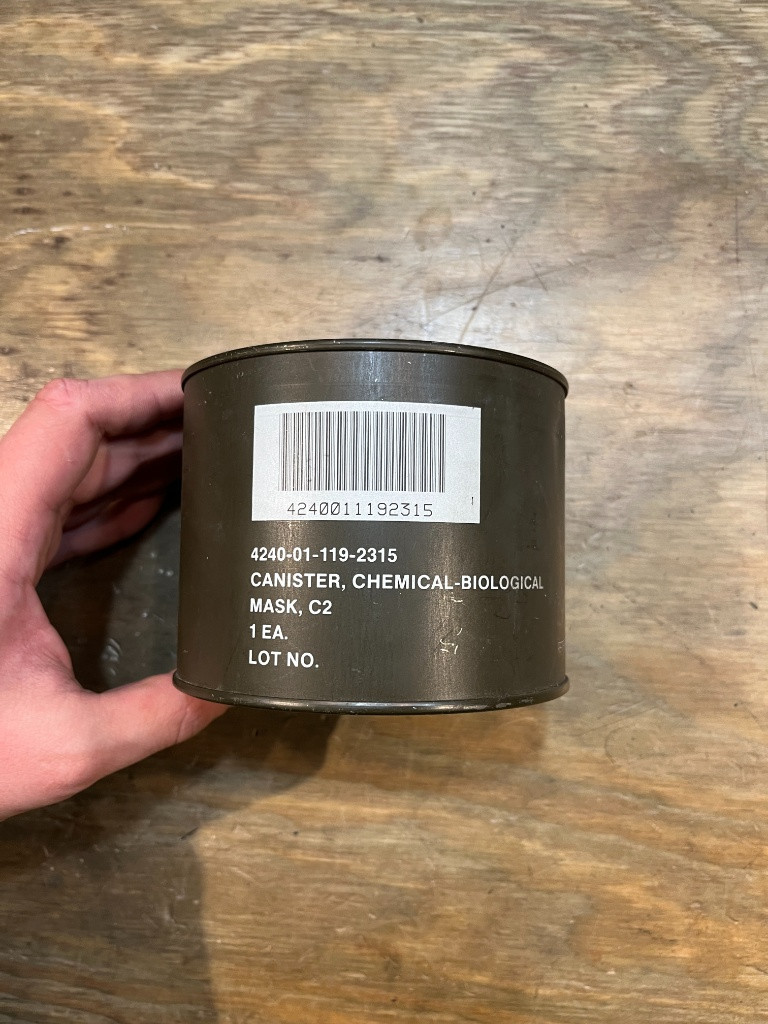 4240011192315
4240-01-119-2315
CANISTER, CHEMICAL-BIOLOGICAL
MASK, C2
1 EA.
LOT NO.